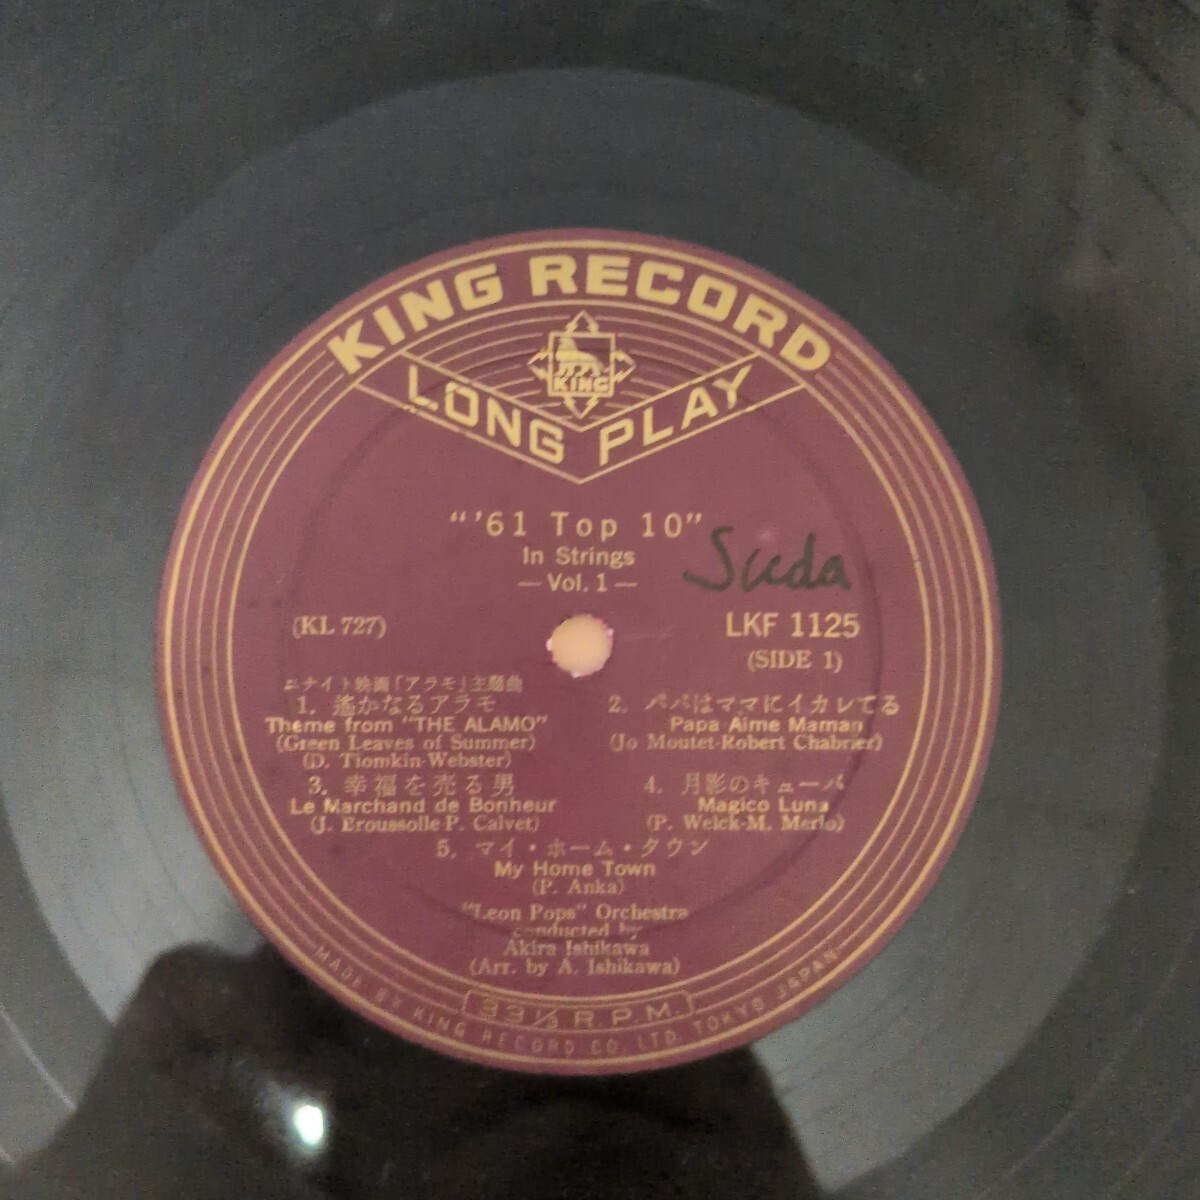 KING RECORD
KING
LONG PLAY
“’61 Top 10”
In Strings
—Vol. 1—
Suda
(KL 727)
LKF 1125
(SIDE 1)
ユナイト映画「アラモ」主題曲
1. 遙かなるアラモ
Theme from “THE ALAMO”
(Green Leaves of Summer)
(D. Tiomkin-Webster)
2. パパはママにイカレてる
Papa Aime Maman
(Jo Moutet-Robert Chabrier)
3. 幸福を売る男
Le Marchand de Bonheur
(J. Broussolle-P. Calvet)
4. 月影のキューバ
Magico Luna
(P. Welck-M. Merlo)
5. マイ・ホーム・タウン
My Home Town
(P. Anka)
“Leon Pops” Orchestra
conducted by
Akira Ishikawa
(Arr. by A. Ishikawa)
33⅓ R.P.M.
MADE BY KING RECORD CO. LTD. TOKYO JAPAN